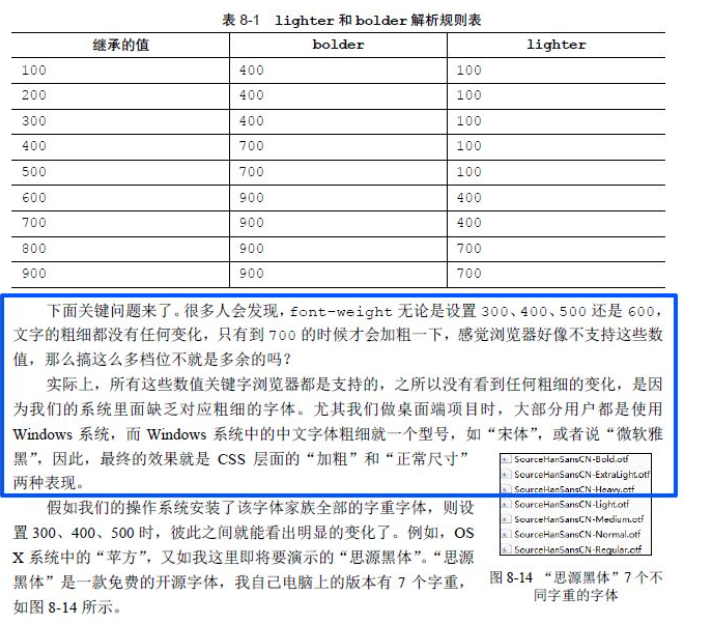 表 8-1 lighter 和 bolder 解析规则表
继承的值 bolder lighter
100 400 100
200 400 100
300 400 100
400 700 100
500 700 100
600 900 400
700 900 400
800 900 700
900 900 700
下面关键问题来了。很多人会发现，font-weight 无论是设置 300、400、500 还是 600，
文字的粗细都没有任何变化，只有到 700 的时候才会加粗一下，感觉浏览器好像不支持这些数
值，那么搞这么多档位不就是多余的吗？
实际上，所有这些数值关键字浏览器都是支持的，之所以没有看到任何粗细的变化，是因
为我们的系统里面缺乏对应粗细的字体。尤其我们做桌面端项目时，大部分用户都是使用
Windows 系统，而 Windows 系统中的中文字体粗细就一个型号，如“宋体”，或者说“微软雅
黑”，因此，最终的效果就是 CSS 层面的“加粗”和“正常尺寸”
两种表现。
假如我们的操作系统安装了该字体家族全部的字重字体，则设
置 300、400、500 时，彼此之间就能看出明显的变化了。例如，OS
X 系统中的“苹方”，又如我这里即将要演示的“思源黑体”。“思源
黑体”是一款免费的开源字体，我自己电脑上的版本有 7 个字重，
如图 8-14 所示。
SourceHanSansCN-Bold.otf
SourceHanSansCN-ExtraLight.otf
SourceHanSansCN-Heavy.otf
SourceHanSansCN-Light.otf
SourceHanSansCN-Medium.otf
SourceHanSansCN-Normal.otf
SourceHanSansCN-Regular.otf
图 8-14 “思源黑体”7 个不
同字重的字体